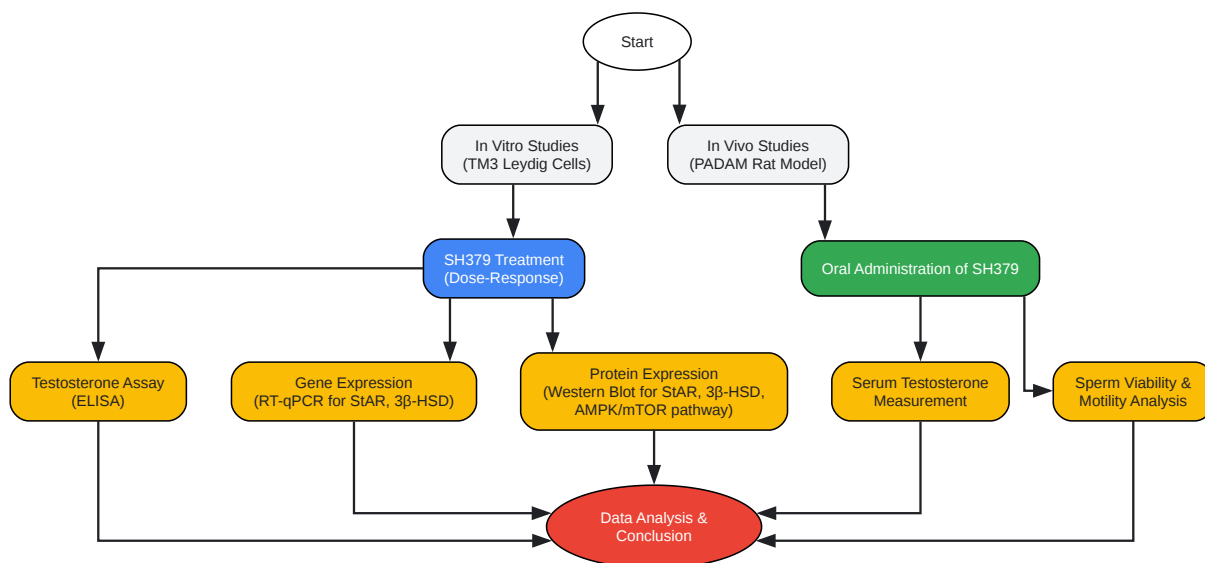 Start
In Vitro Studies
(TM3 Leydig Cells)
In Vivo Studies
(PADAM Rat Model)
SH379 Treatment
(Dose-Response)
Oral Administration of SH379
Testosterone Assay
(ELISA)
Gene Expression
(RT-qPCR for StAR, 3β-HSD)
Protein Expression
(Western Blot for StAR, 3β-HSD,
AMPK/mTOR pathway)
Serum Testosterone
Measurement
Sperm Viability &
Motility Analysis
Data Analysis &
Conclusion